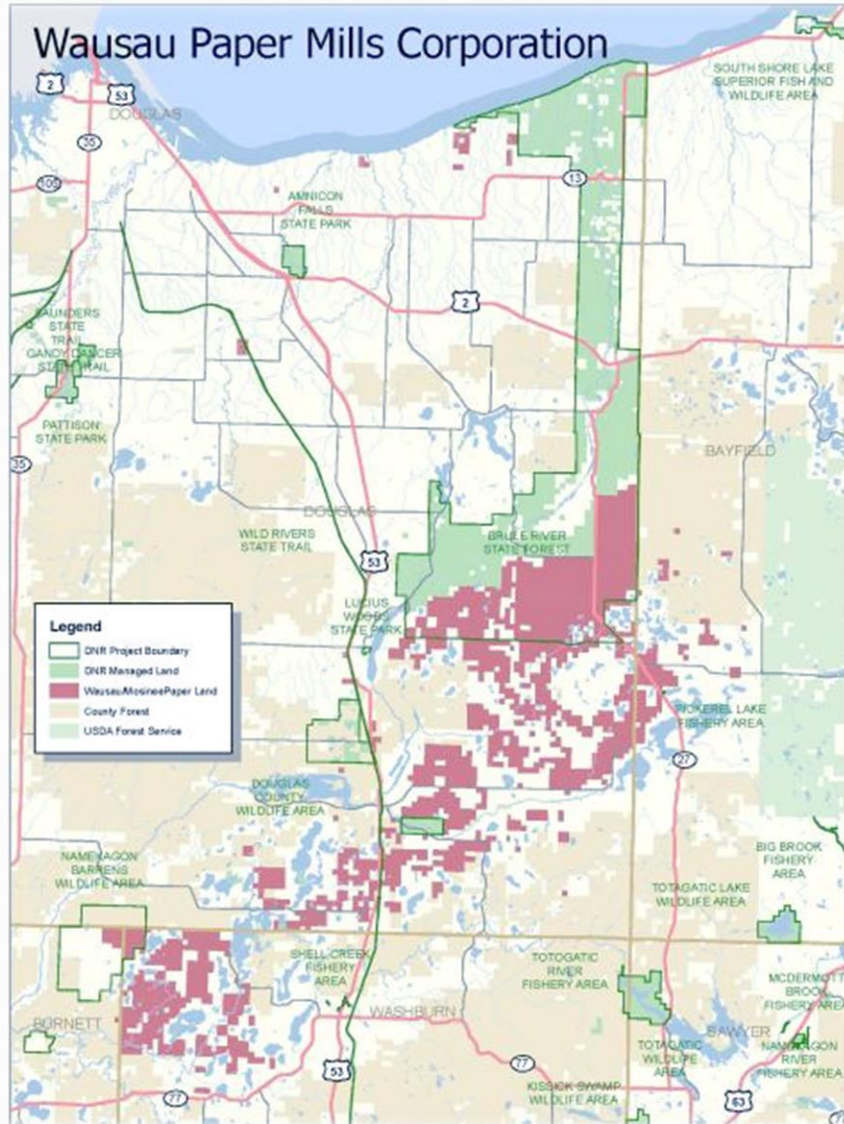 Wausau Paper Mills Corporation
SOUTH SHORE LAKE
SUPERIOR FISH AND
WILDLIFE AREA
2
53
DOUGLAS
35
105
13
AMNICON
FALLS
STATE PARK
2
SAUNDERS
STATE
TRAIL
GANDY DANCER
STATE TRAIL
PATTISON
STATE PARK
35
BAYFIELD
DOUGLAS
WILD RIVERS
STATE TRAIL
BRULE RIVER
STATE FOREST
53
LUCIUS
WOODS
STATE PARK
Legend
DNR Project Boundary
DNR Managed Land
WausauMosineePaper Land
County Forest
USDA Forest Service
PICKEREL LAKE
FISHERY AREA
27
DOUGLAS
COUNTY
WILDLIFE AREA
NAMEKAGON
BARRENS
WILDLIFE AREA
BIG BROOK
FISHERY
AREA
TOTAGATIC LAKE
WILDLIFE AREA
SHELL CREEK
FISHERY
AREA
TOTOGATIC
RIVER
FISHERY AREA
MCDERMOTT
BROOK
FISHERY AREA
BURNETT
WASHBURN
SAWYER
TOTAGATIC
WILDLIFE
AREA
NAMEKAGON
RIVER
FISHERY AREA
53
77
KISSICK SWAMP
WILDLIFE AREA
77
63